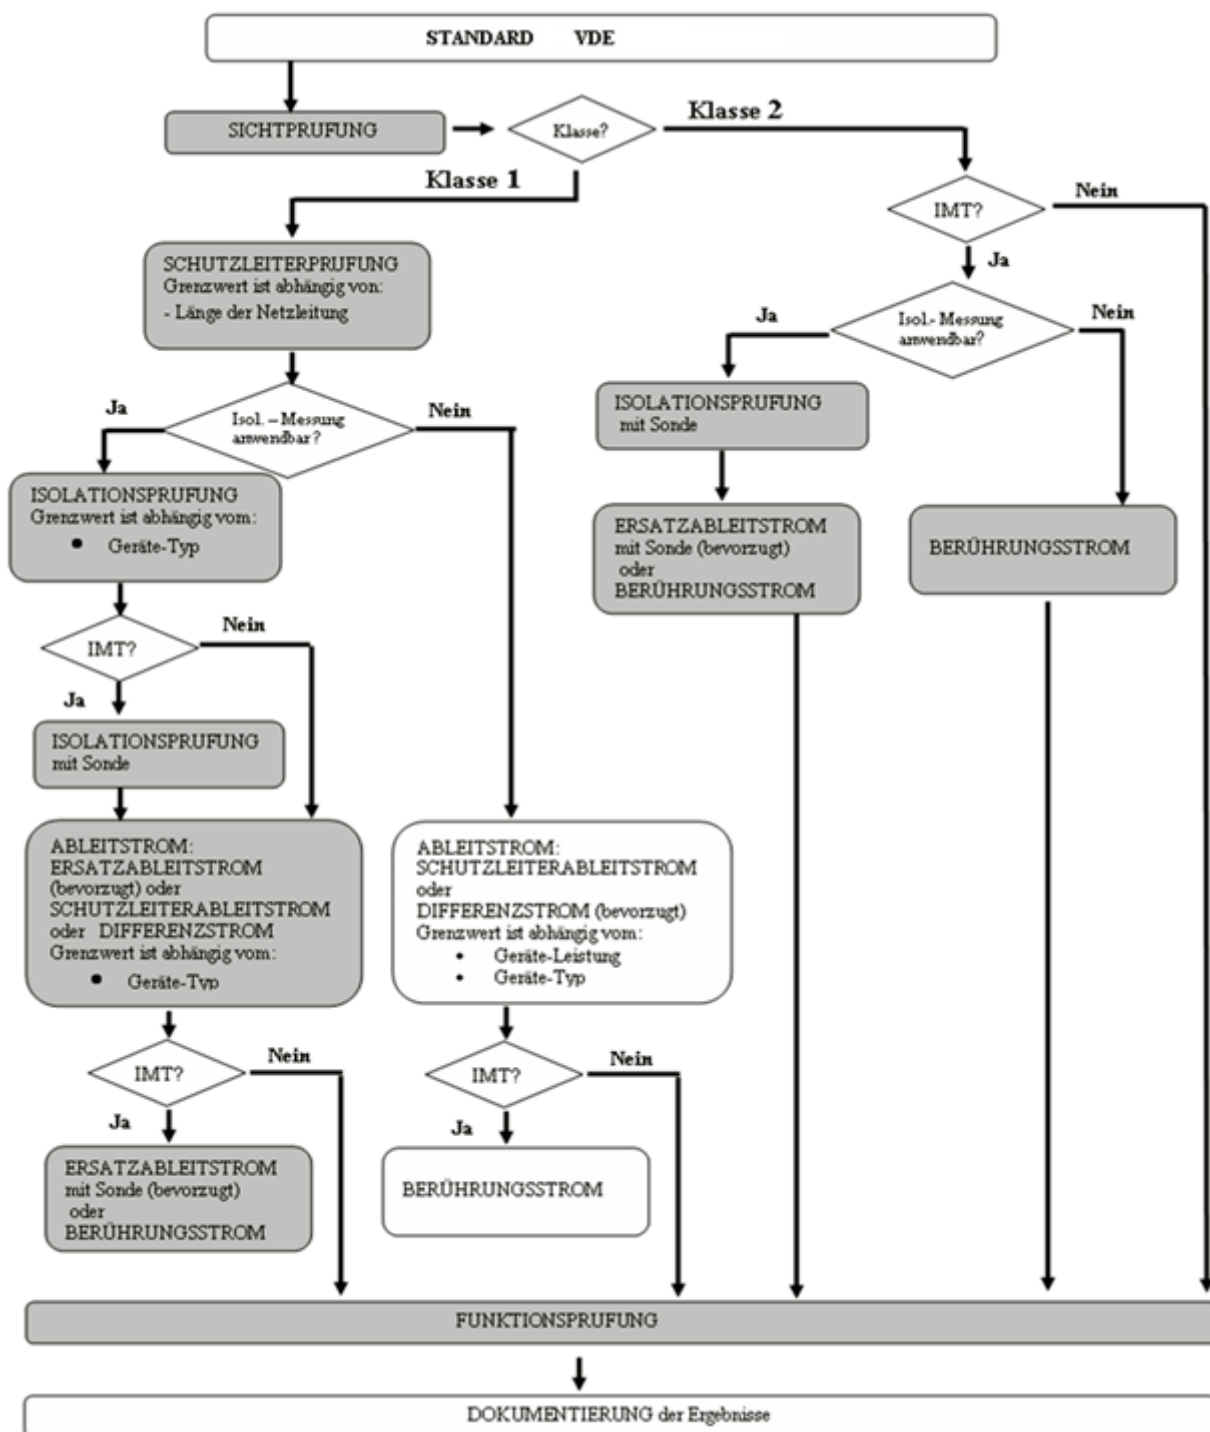 STANDARD VDE
SICHTPRUFUNG
Klasse?
Klasse 2
Klasse 1
IMT?
Nein
Ja
SCHUTZLEITERPRUFUNG
Grenzwert ist abhängig von:
- Länge der Netzleitung
Ja
Isol.- Messung
anwendbar?
Nein
ISOLATIONSPRUFUNG
mit Sonde
Ja
Isol. – Messung
anwendbar?
Nein
ISOLATIONSPRUFUNG
Grenzwert ist abhängig vom:
• Geräte-Typ
ERSATZABLEITSTROM
mit Sonde (bevorzugt)
oder
BERÜHRUNGSSTROM
BERÜHRUNGSSTROM
IMT?
Nein
Ja
ISOLATIONSPRUFUNG
mit Sonde
ABLEITSTROM:
ERSATZABLEITSTROM
(bevorzugt) oder
SCHUTZLEITERABLEITSTROM
oder DIFFERENZSTROM
Grenzwert ist abhängig vom:
• Geräte-Typ
ABLEITSTROM:
SCHUTZLEITERABLEITSTROM
oder
DIFFERENZSTROM (bevorzugt)
Grenzwert ist abhängig vom:
• Geräte-Leistung
• Geräte-Typ
IMT?
Nein
Ja
IMT?
Nein
Ja
ERSATZABLEITSTROM
mit Sonde (bevorzugt)
oder
BERÜHRUNGSSTROM
BERÜHRUNGSSTROM
FUNKTIONSPRUFUNG
DOKUMENTIERUNG der Ergebnisse